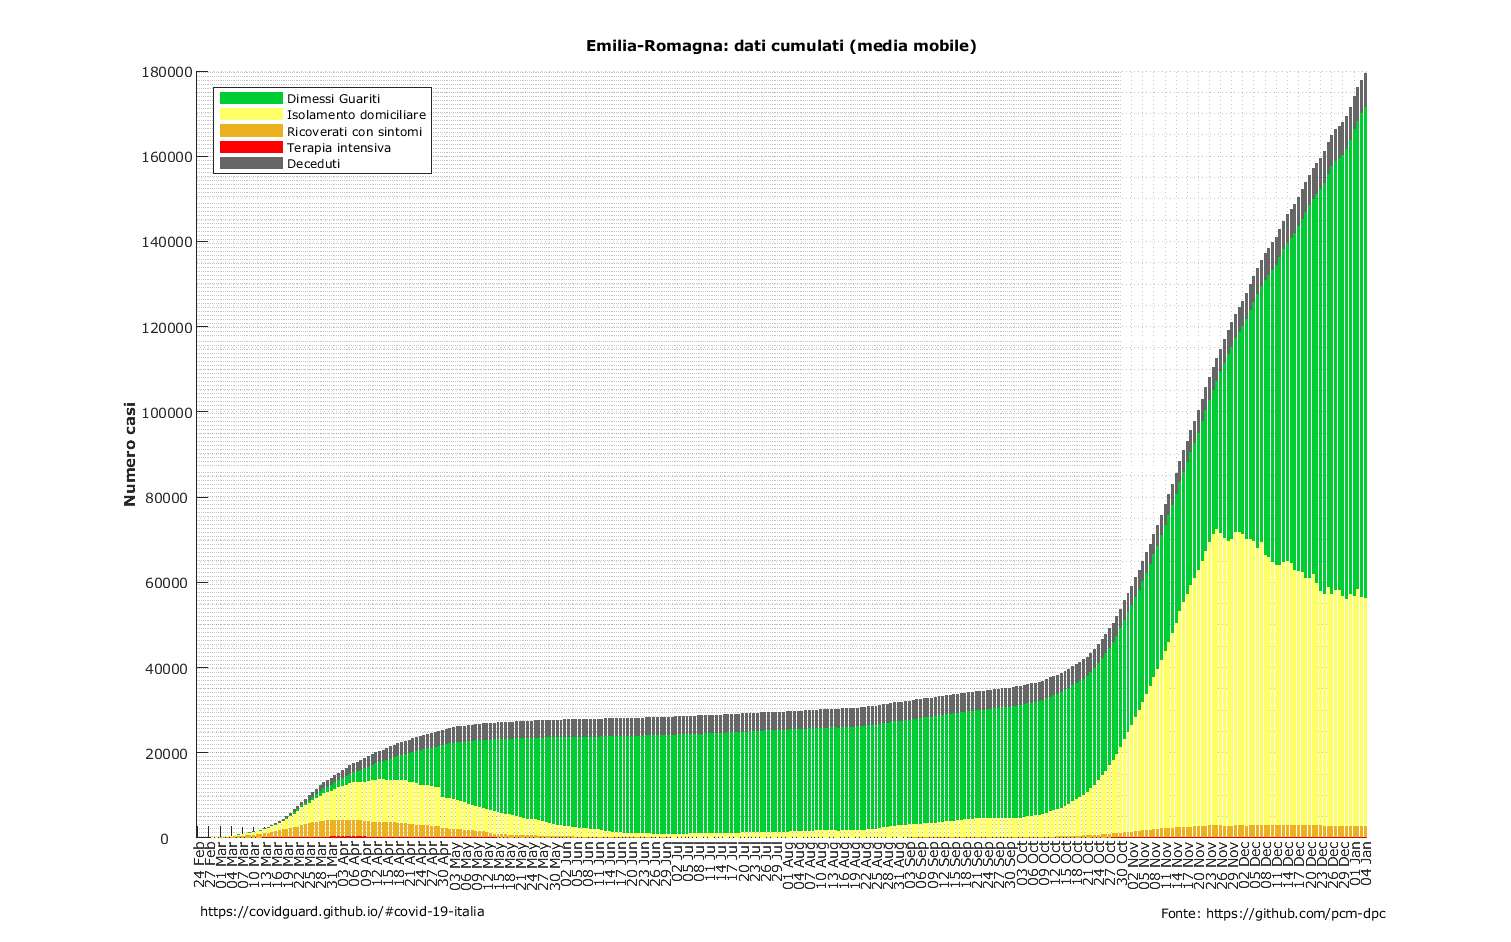 Emilia-Romagna: dati cumulati (media mobile)
Dimessi Guariti
Isolamento domiciliare
Ricoverati con sintomi
Terapia intensiva
Deceduti
Numero casi
180000
160000
140000
120000
100000
80000
60000
40000
20000
0
24 Feb
27 Feb
01 Mar
04 Mar
07 Mar
10 Mar
13 Mar
16 Mar
19 Mar
22 Mar
25 Mar
28 Mar
31 Mar
03 Apr
06 Apr
09 Apr
12 Apr
15 Apr
18 Apr
21 Apr
24 Apr
27 Apr
30 Apr
03 May
06 May
09 May
12 May
15 May
18 May
21 May
24 May
27 May
30 May
02 Jun
05 Jun
08 Jun
11 Jun
14 Jun
17 Jun
20 Jun
23 Jun
26 Jun
29 Jun
02 Jul
05 Jul
08 Jul
11 Jul
14 Jul
17 Jul
20 Jul
23 Jul
26 Jul
29 Jul
01 Aug
04 Aug
07 Aug
10 Aug
13 Aug
16 Aug
19 Aug
22 Aug
25 Aug
28 Aug
31 Aug
03 Sep
06 Sep
09 Sep
12 Sep
15 Sep
18 Sep
21 Sep
24 Sep
27 Sep
30 Sep
03 Oct
06 Oct
09 Oct
12 Oct
15 Oct
18 Oct
21 Oct
24 Oct
27 Oct
30 Oct
02 Nov
05 Nov
08 Nov
11 Nov
14 Nov
17 Nov
20 Nov
23 Nov
26 Nov
29 Nov
02 Dec
05 Dec
08 Dec
11 Dec
14 Dec
17 Dec
20 Dec
23 Dec
26 Dec
29 Dec
01 Jan
04 Jan
https://covidguard.github.io/#covid-19-italia
Fonte: https://github.com/pcm-dpc